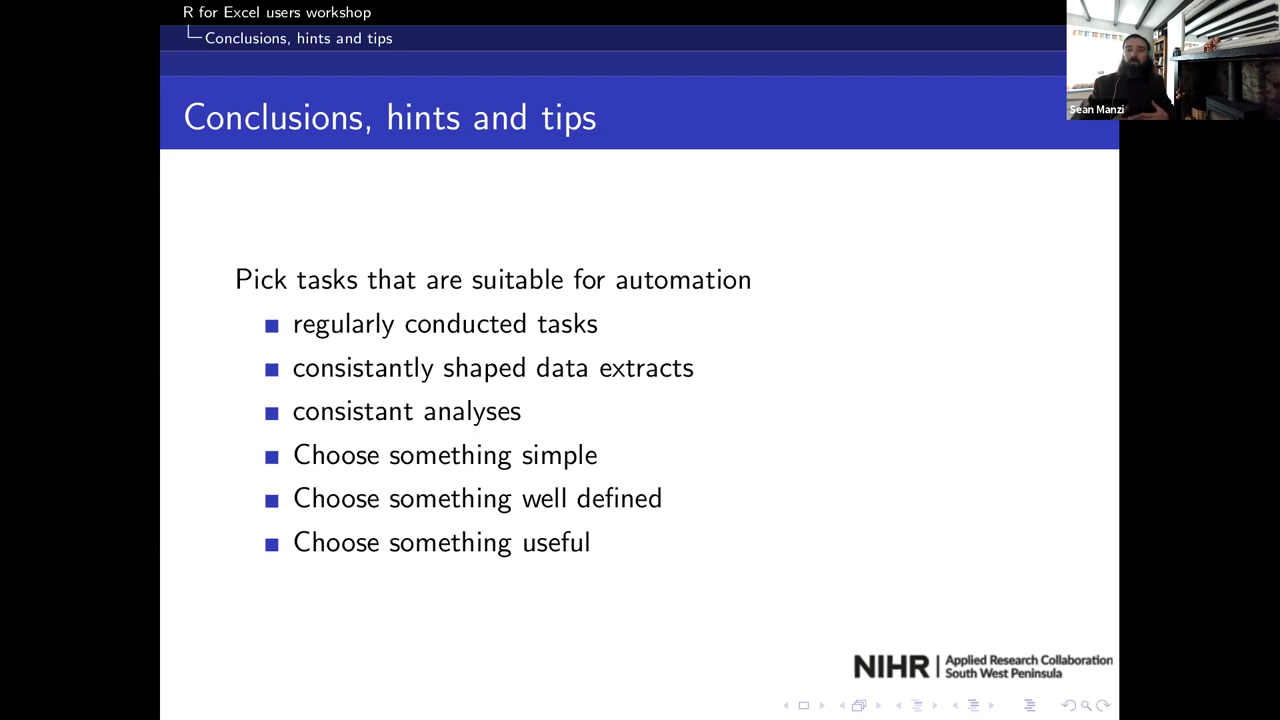 R for Excel users workshop
Conclusions, hints and tips
Sean Manzi
Conclusions, hints and tips
Pick tasks that are suitable for automation
regularly conducted tasks
consistantly shaped data extracts
consistant analyses
Choose something simple
Choose something well defined
Choose something useful
NIHR | Applied Research Collaboration
South West Peninsula